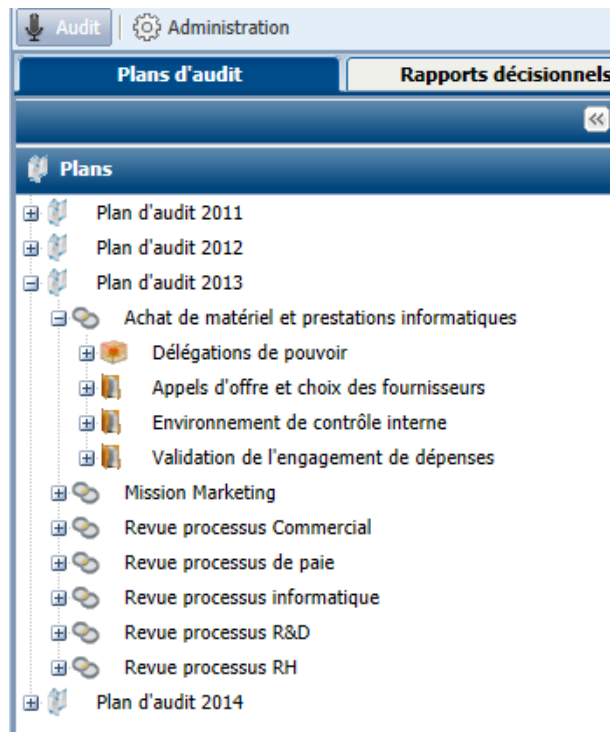 Audit Administration
Plans d'audit Rapports décisionnels
Plans
Plan d'audit 2011
Plan d'audit 2012
Plan d'audit 2013
Achat de matériel et prestations informatiques
Délégations de pouvoir
Appels d'offre et choix des fournisseurs
Environnement de contrôle interne
Validation de l'engagement de dépenses
Mission Marketing
Revue processus Commercial
Revue processus de paie
Revue processus informatique
Revue processus R&D
Revue processus RH
Plan d'audit 2014